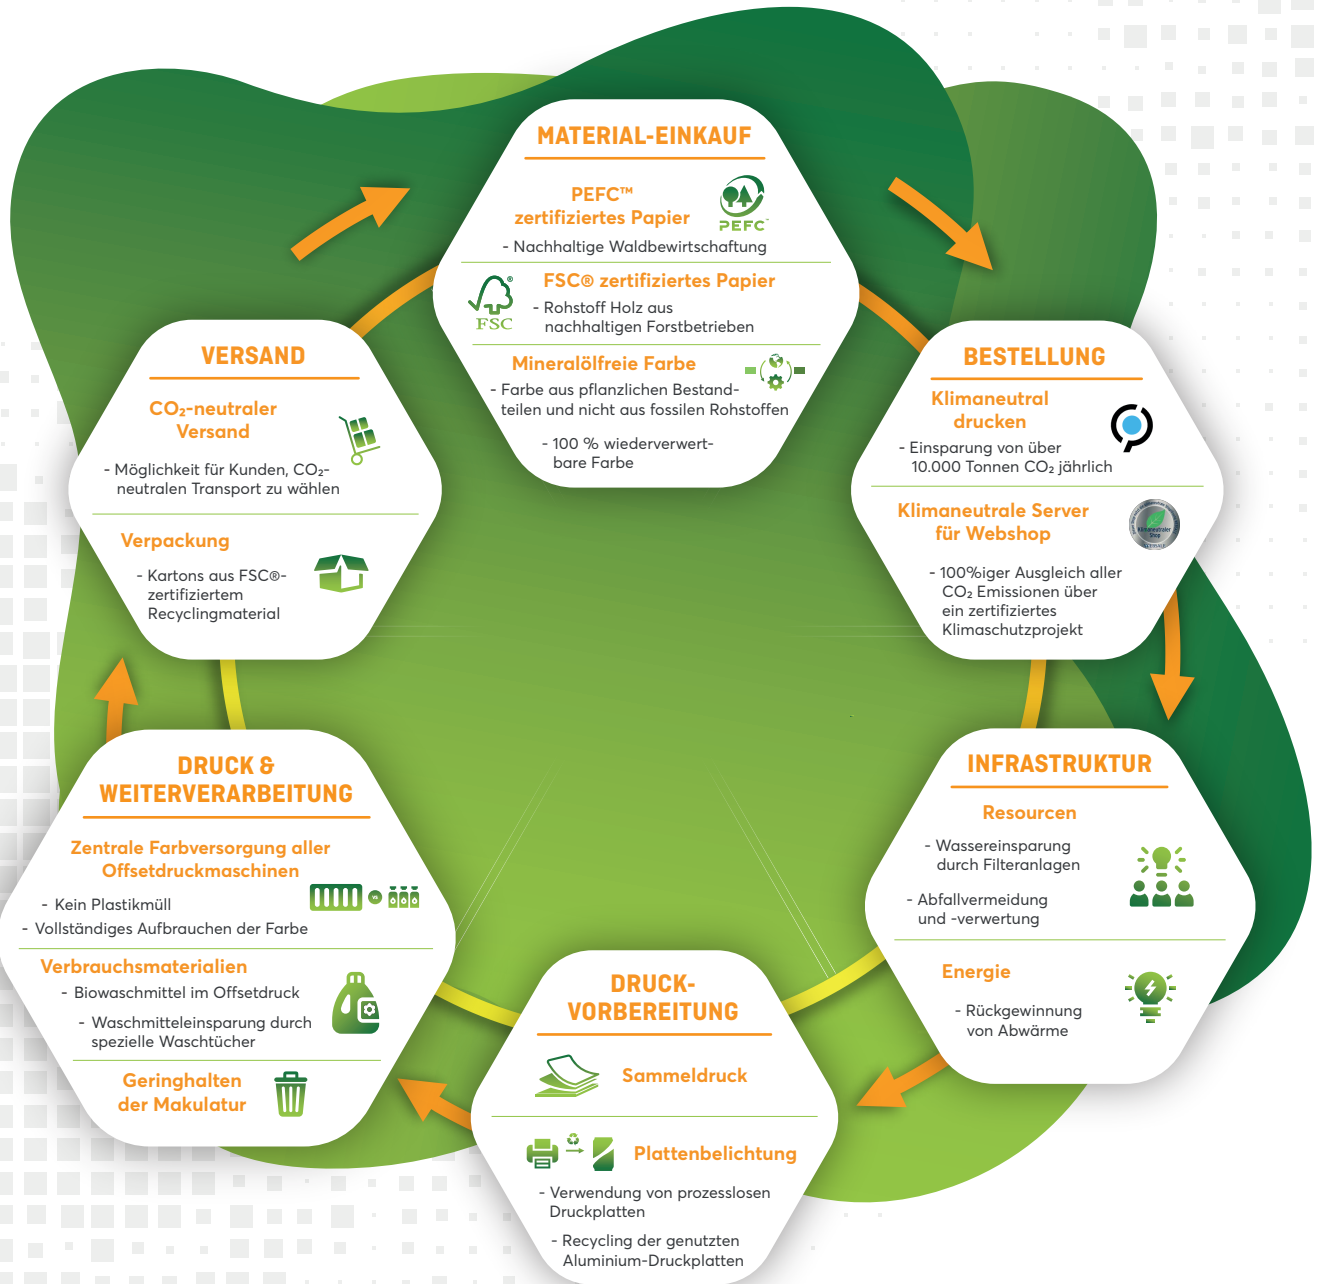 MATERIAL-EINKAUF
PEFC™
zertifiziertes Papier
PEFC™
- Nachhaltige Waldbewirtschaftung
FSC® zertifiziertes Papier
®
FSC
- Rohstoff Holz aus
nachhaltigen Forstbetrieben
Mineralölfreie Farbe
- Farbe aus pflanzlichen Bestand-
teilen und nicht aus fossilen Rohstoffen
- 100 % wiederverwert-
bare Farbe
BESTELLUNG
Klimaneutral
drucken
- Einsparung von über
10.000 Tonnen CO₂ jährlich
Klimaneutrale Server
für Webshop
Klimaneutraler
Shop
- 100%iger Ausgleich aller
CO₂ Emissionen über
ein zertifiziertes
Klimaschutzprojekt
INFRASTRUKTUR
Resourcen
- Wassereinsparung
durch Filteranlagen
- Abfallvermeidung
und -verwertung
Energie
- Rückgewinnung
von Abwärme
DRUCK-
VORBEREITUNG
Sammeldruck
Plattenbelichtung
- Verwendung von prozesslosen
Druckplatten
- Recycling der genutzten
Aluminium-Druckplatten
DRUCK &
WEITERVERARBEITUNG
Zentrale Farbversorgung aller
Offsetdruckmaschinen
VS
- Kein Plastikmüll
- Vollständiges Aufbrauchen der Farbe
Verbrauchsmaterialien
- Biowaschmittel im Offsetdruck
- Waschmitteleinsparung durch
spezielle Waschtücher
Geringhalten
der Makulatur
VERSAND
CO₂-neutraler
Versand
- Möglichkeit für Kunden, CO₂-
neutralen Transport zu wählen
Verpackung
- Kartons aus FSC®-
zertifiziertem
Recyclingmaterial